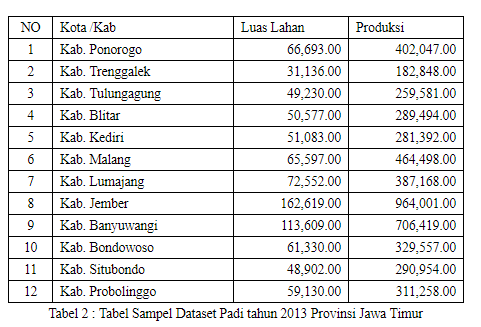 NO Kota /Kab Luas Lahan Produksi
1 Kab. Ponorogo 66,693.00 402,047.00
2 Kab. Trenggalek 31,136.00 182,848.00
3 Kab. Tulungagung 49,230.00 259,581.00
4 Kab. Blitar 50,577.00 289,494.00
5 Kab. Kediri 51,083.00 281,392.00
6 Kab. Malang 65,597.00 464,498.00
7 Kab. Lumajang 72,552.00 387,168.00
8 Kab. Jember 162,619.00 964,001.00
9 Kab. Banyuwangi 113,609.00 706,419.00
10 Kab. Bondowoso 61,330.00 329,557.00
11 Kab. Situbondo 48,902.00 290,954.00
12 Kab. Probolinggo 59,130.00 311,258.00
Tabel 2 : Tabel Sampel Dataset Padi tahun 2013 Provinsi Jawa Timur